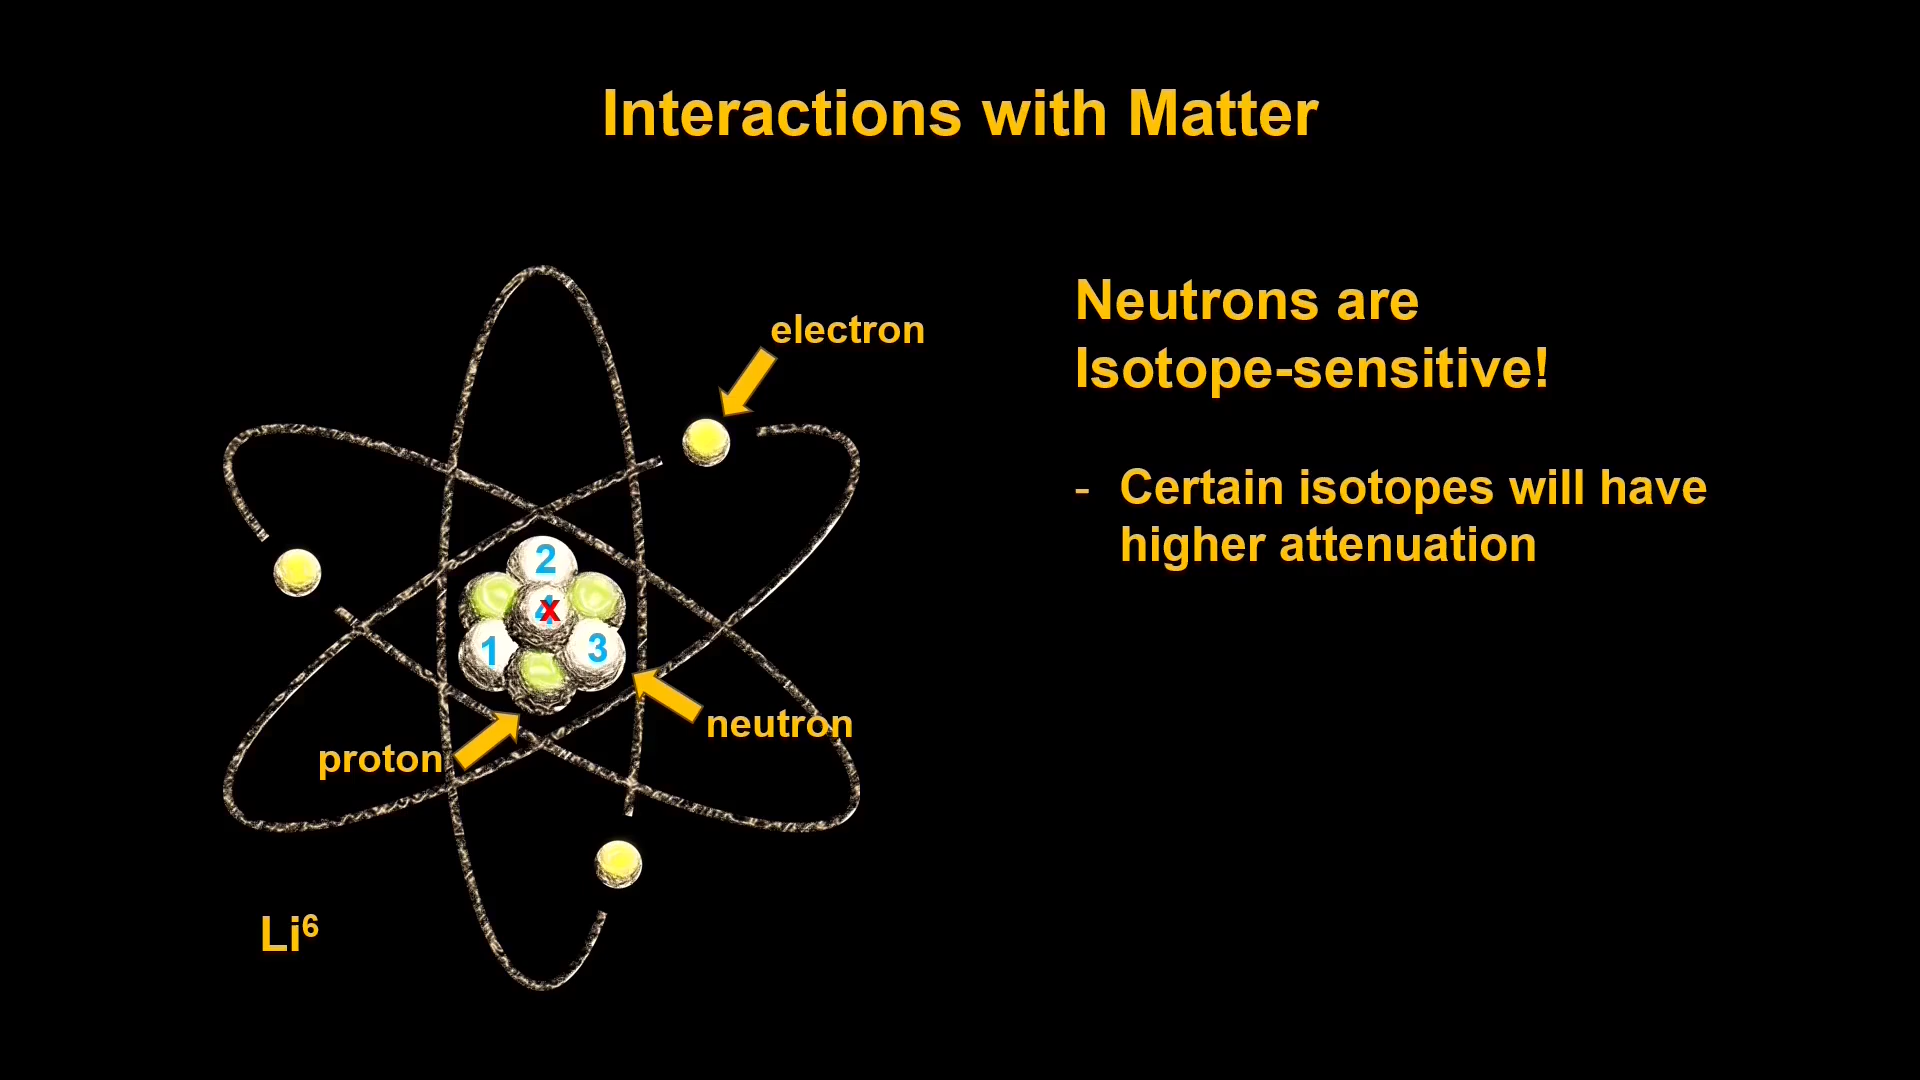 Interactions with Matter
electron
Neutrons are
Isotope-sensitive!
- Certain isotopes will have
higher attenuation
2
4
x
1
3
neutron
proton
Li⁶